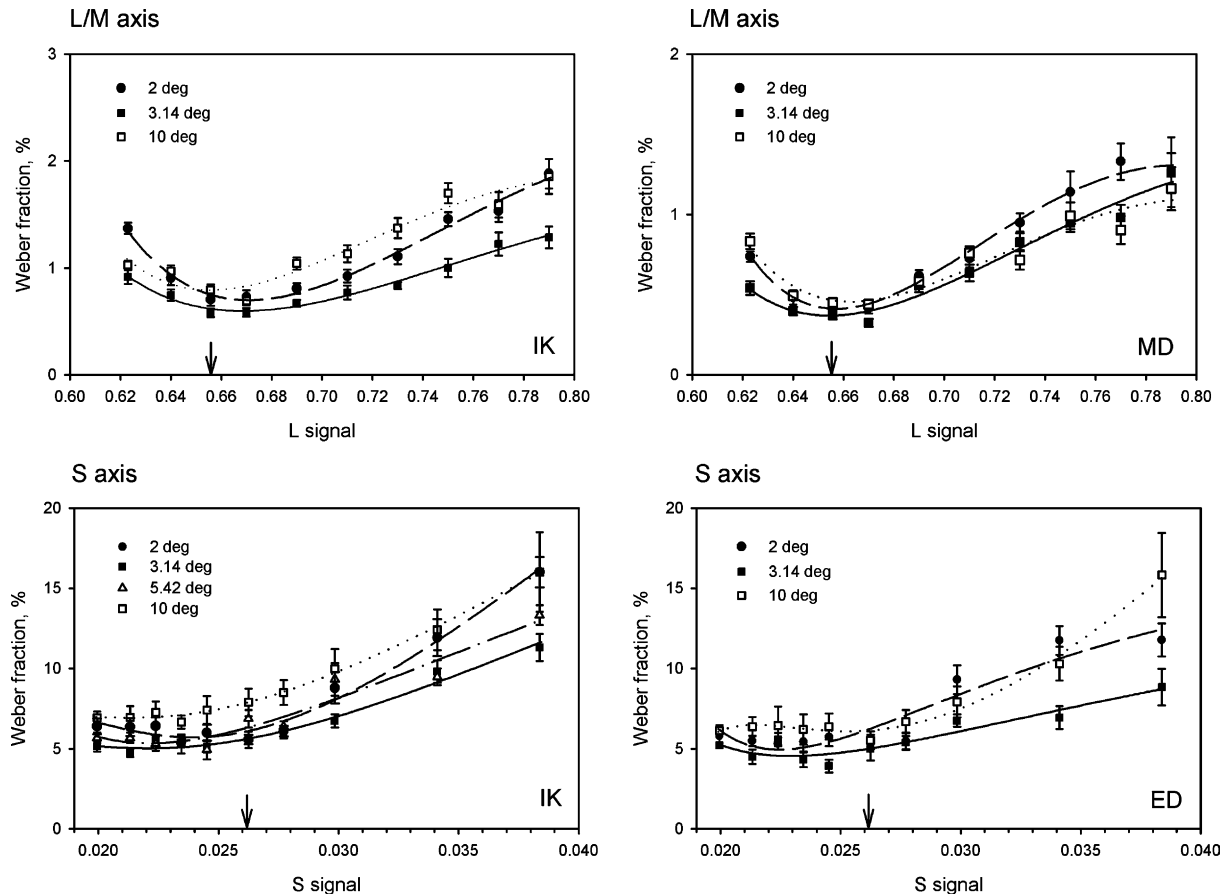 L/M axis
Weber fraction, %
3
2
1
0
2 deg
3.14 deg
10 deg
IK
0.60 0.62 0.64 0.66 0.68 0.70 0.72 0.74 0.76 0.78 0.80
L signal
L/M axis
Weber fraction, %
2
1
0
2 deg
3.14 deg
10 deg
MD
0.60 0.62 0.64 0.66 0.68 0.70 0.72 0.74 0.76 0.78 0.80
L signal
S axis
Weber fraction, %
20
15
10
5
0
2 deg
3.14 deg
5.42 deg
10 deg
IK
0.020 0.025 0.030 0.035 0.040
S signal
S axis
Weber fraction, %
20
15
10
5
0
2 deg
3.14 deg
10 deg
ED
0.020 0.025 0.030 0.035 0.040
S signal